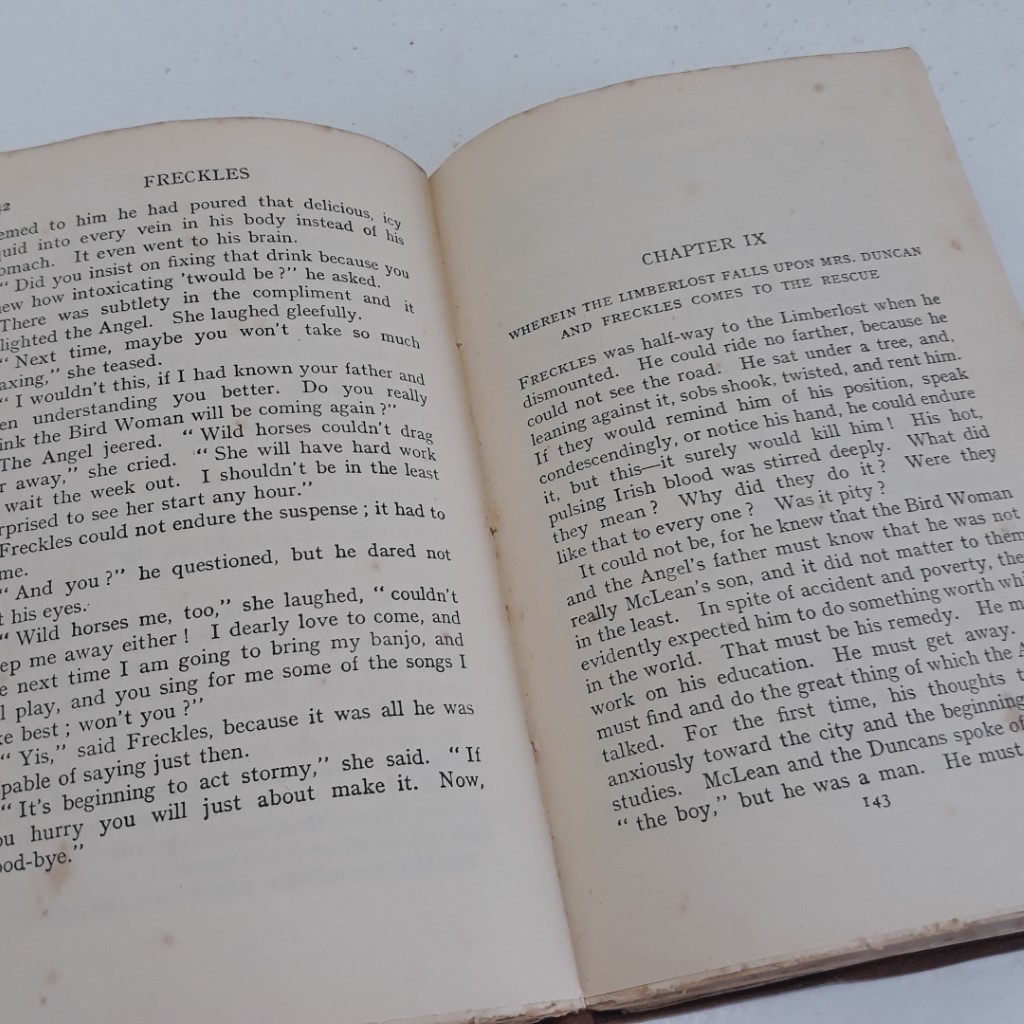 FRECKLES
emed to him he had poured that delicious, icy
quid into every vein in his body instead of his
omach. It even went to his brain.
“ Did you insist on fixing that drink because you
ew how intoxicating 'twould be ?” he asked.
There was subtlety in the compliment and it
lighted the Angel. She laughed gleefully.
“ Next time, maybe you won't take so much
axing,” she teased.
“ I wouldn't this, if I had known your father and
en understanding you better. Do you really
ink the Bird Woman will be coming again ?”
The Angel jeered. “ Wild horses couldn't drag
r away,” she cried. “ She will have hard work
wait the week out. I shouldn't be in the least
rprised to see her start any hour.”
Freckles could not endure the suspense ; it had to
me.
“ And you ?” he questioned, but he dared not
t his eyes.
“ Wild horses me, too,” she laughed, “ couldn't
ep me away either ! I dearly love to come, and
e next time I am going to bring my banjo, and
l play, and you sing for me some of the songs I
ke best ; won't you ?”
“ Yis,” said Freckles, because it was all he was
pable of saying just then.
“ It's beginning to act stormy,” she said. “ If
ou hurry you will just about make it. Now,
ood-bye.”
CHAPTER IX
WHEREIN THE LIMBERLOST FALLS UPON MRS. DUNCAN
AND FRECKLES COMES TO THE RESCUE
FRECKLES was half-way to the Limberlost when he
dismounted. He could ride no farther, because he
could not see the road. He sat under a tree, and,
leaning against it, sobs shook, twisted, and rent him.
If they would remind him of his position, speak
condescendingly, or notice his hand, he could endure
it, but this—it surely would kill him ! His hot,
pulsing Irish blood was stirred deeply. What did
they mean ? Why did they do it ? Were they
like that to every one ? Was it pity ?
It could not be, for he knew that the Bird Woman
and the Angel's father must know that he was not
really McLean's son, and it did not matter to them
in the least. In spite of accident and poverty, the
evidently expected him to do something worth whi
in the world. That must be his remedy. He m
work on his education. He must get away.
must find and do the great thing of which the A
talked. For the first time, his thoughts t
anxiously toward the city and the beginning
studies. McLean and the Duncans spoke of
“ the boy,” but he was a man. He must
143